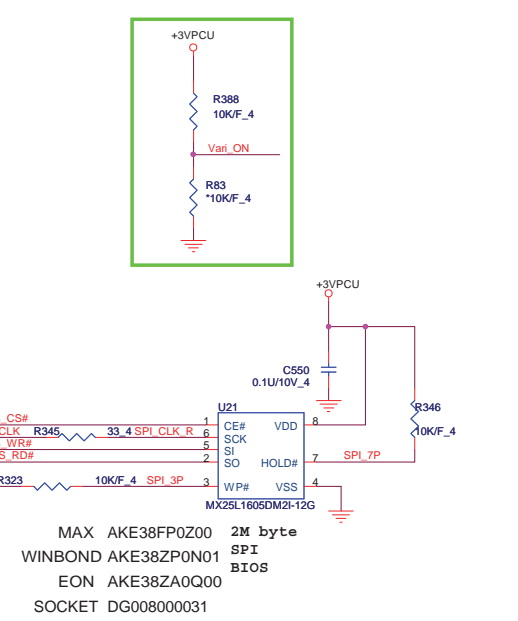 +3VPCU
R388
10K/F_4
Vari_ON
R83
*10K/F_4
+3VPCU
C550
0.1U/10V_4
R346
10K/F_4
U21
_CS# 1 CE# VDD 8
CLK R345 33_4 SPI_CLK_R 6 SCK
_WR# 5 SI
S_RD# 2 SO HOLD# 7 SPI_7P
R323 10K/F_4 SPI_3P 3 WP# VSS 4
MX25L1605DM2I-12G
MAX AKE38FP0Z00 2M byte
WINBOND AKE38ZP0N01 SPI
BIOS
EON AKE38ZA0Q00
SOCKET DG008000031